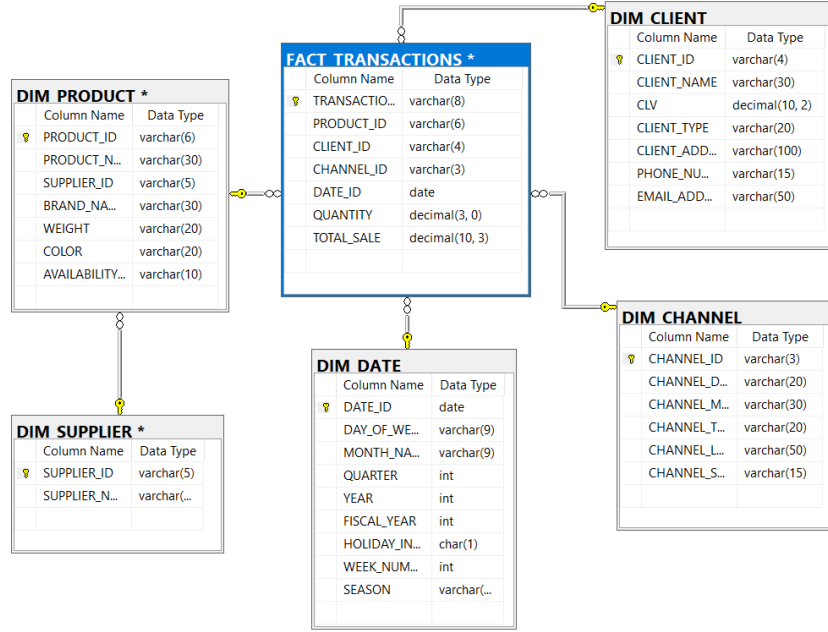 DIM_CLIENT
Column Name Data Type
CLIENT_ID varchar(4)
CLIENT_NAME varchar(30)
CLV decimal(10, 2)
CLIENT_TYPE varchar(20)
CLIENT_ADD... varchar(100)
PHONE_NU... varchar(15)
EMAIL_ADD... varchar(50)
FACT_TRANSACTIONS *
Column Name Data Type
TRANSACTIO... varchar(8)
PRODUCT_ID varchar(6)
CLIENT_ID varchar(4)
CHANNEL_ID varchar(3)
DATE_ID date
QUANTITY decimal(3, 0)
TOTAL_SALE decimal(10, 3)
DIM_PRODUCT *
Column Name Data Type
PRODUCT_ID varchar(6)
PRODUCT_N... varchar(30)
SUPPLIER_ID varchar(5)
BRAND_NA... varchar(30)
WEIGHT varchar(20)
COLOR varchar(20)
AVAILABILITY... varchar(10)
DIM_CHANNEL
Column Name Data Type
CHANNEL_ID varchar(3)
CHANNEL_D... varchar(20)
CHANNEL_M... varchar(30)
CHANNEL_T... varchar(20)
CHANNEL_L... varchar(50)
CHANNEL_S... varchar(15)
DIM_DATE
Column Name Data Type
DATE_ID date
DAY_OF_WE... varchar(9)
MONTH_NA... varchar(9)
QUARTER int
YEAR int
FISCAL_YEAR int
HOLIDAY_IN... char(1)
WEEK_NUM... int
SEASON varchar(...
DIM_SUPPLIER *
Column Name Data Type
SUPPLIER_ID varchar(5)
SUPPLIER_N... varchar(...